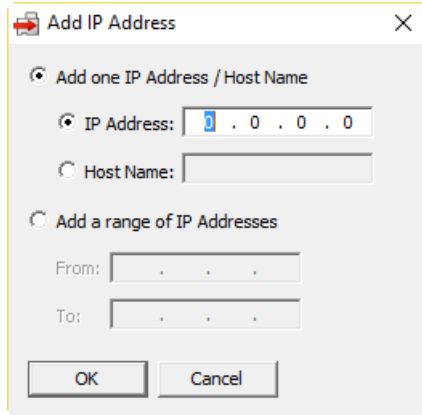 Add IP Address
Add one IP Address / Host Name
IP Address: 0 . 0 . 0 . 0
Host Name:
Add a range of IP Addresses
From: . . .
To: . . .
OK Cancel